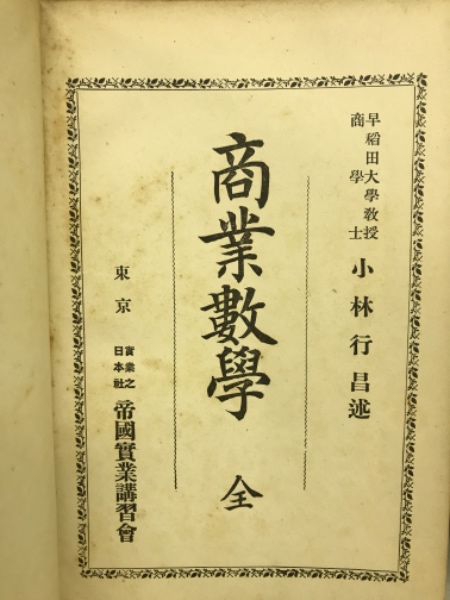 早稻田大學教授
商學士
小林行昌述
商業數學 全
東京
實業之
日本社
帝國實業講習會